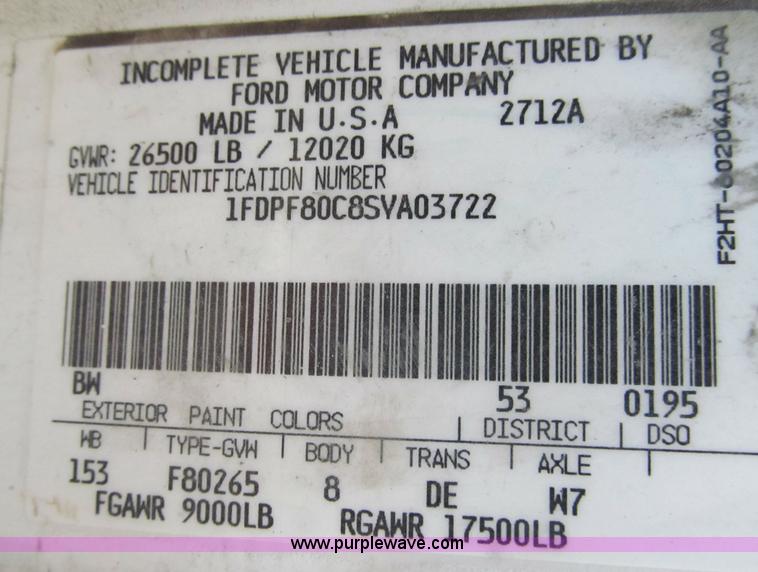 INCOMPLETE VEHICLE MANUFACTURED BY
FORD MOTOR COMPANY
MADE IN U.S.A 2712A
GVWR: 26500 LB / 12020 KG
VEHICLE IDENTIFICATION NUMBER
1FDPF80C8SVA03722
F2HT-80204A10-AA
BW 53 0195
EXTERIOR PAINT COLORS DISTRICT DSO
WB TYPE-GVW BODY TRANS AXLE
153 F80265 8 DE W7
FGAWR 9000LB RGAWR 17500LB
www.purplewave.com